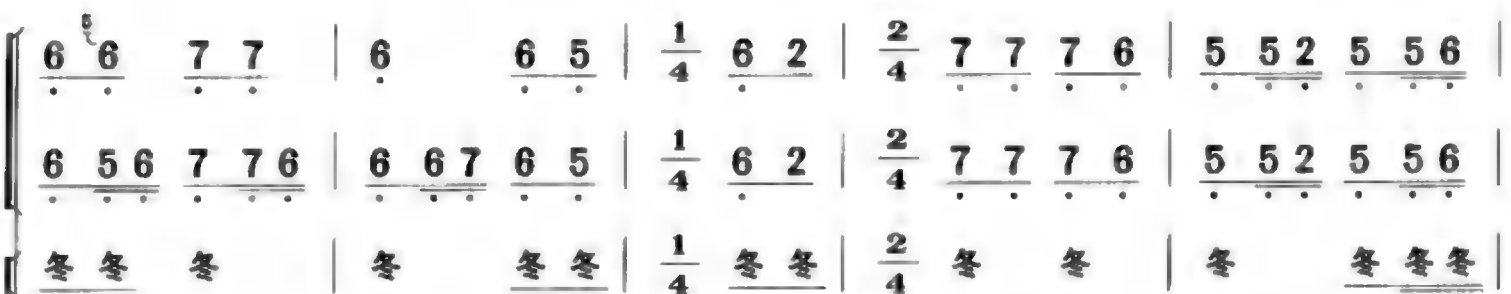 5
6 6 7 7 | 6 6 5 | 1/4 6 2 | 2/4 7 7 7 6 | 5 5 2 5 5 6 |
6 5 6 7 7 6 | 6 6 7 6 5 | 1/4 6 2 | 2/4 7 7 7 6 | 5 5 2 5 5 6 |
冬 冬 冬 | 冬 冬 冬 | 1/4 冬 冬 | 2/4 冬 冬 | 冬 冬 冬 冬 |